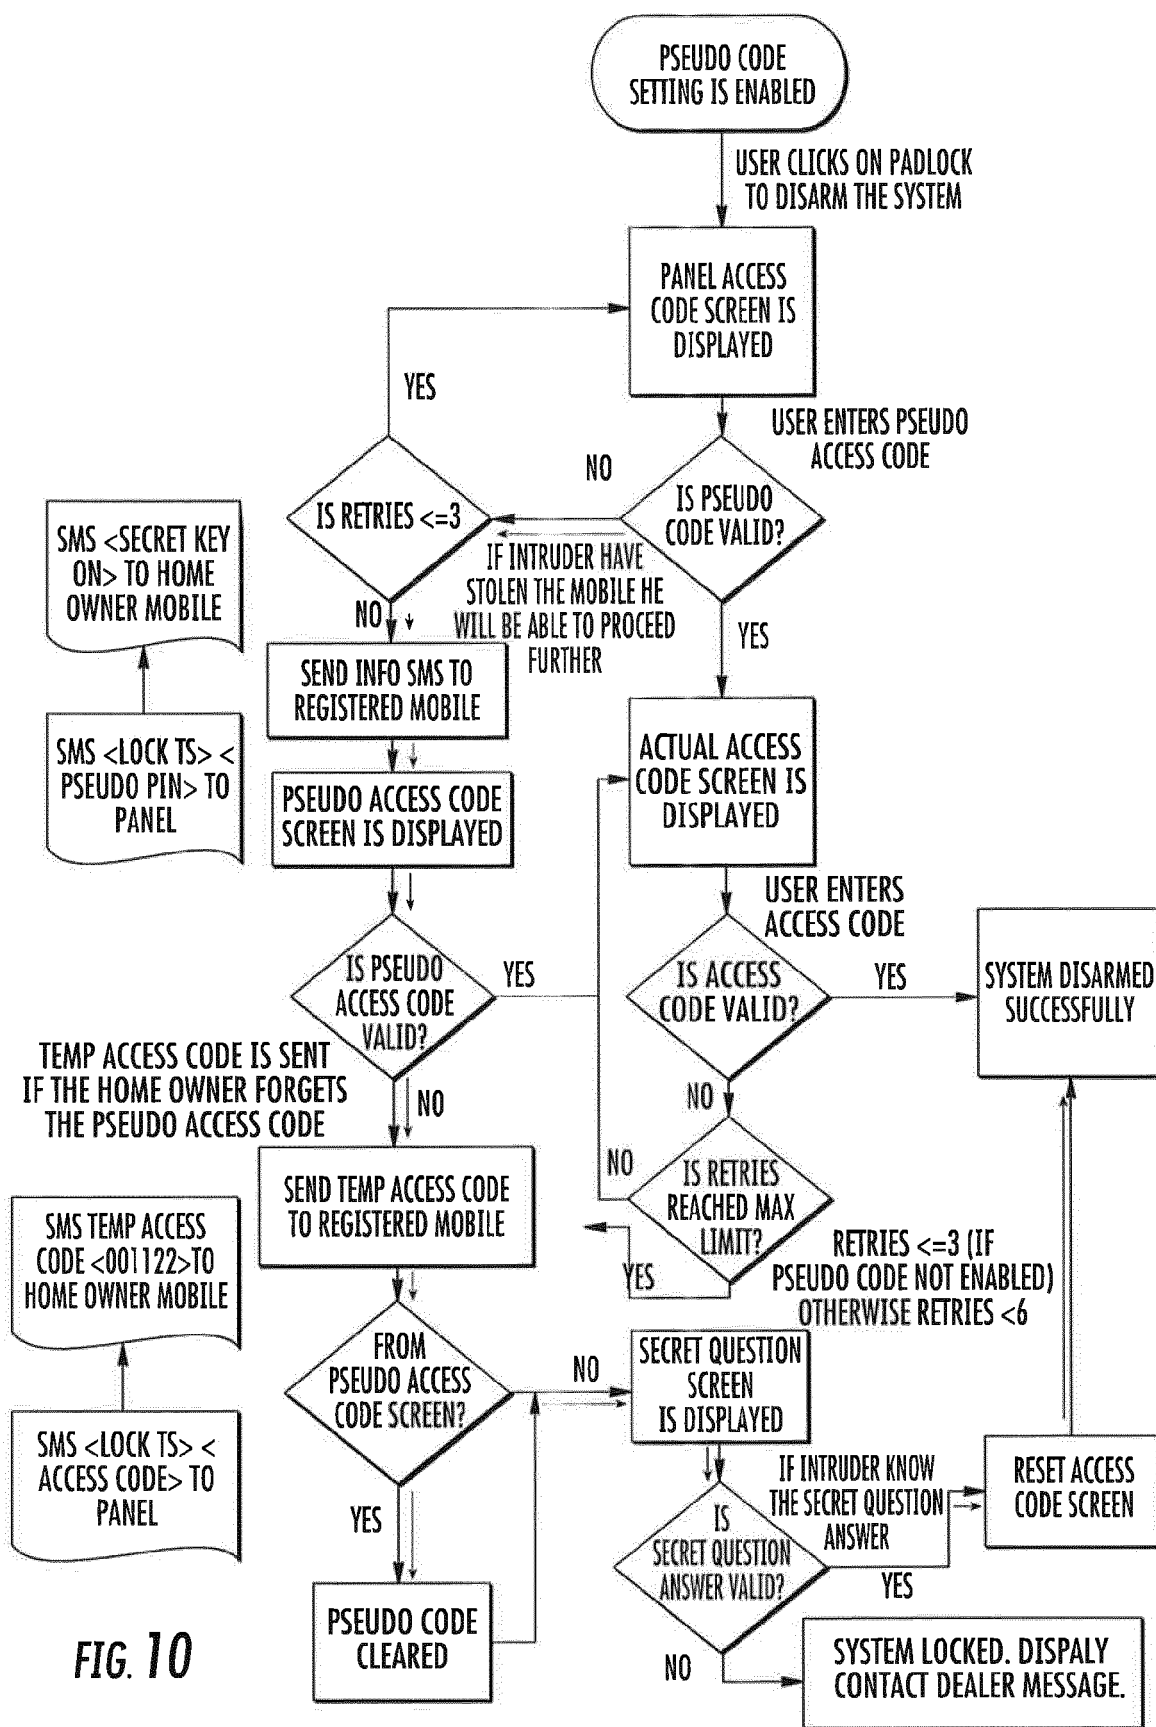 PSEUDO CODE
SETTING IS ENABLED
USER CLICKS ON PADLOCK
TO DISARM THE SYSTEM
PANEL ACCESS
CODE SCREEN IS
DISPLAYED
YES
USER ENTERS PSEUDO
ACCESS CODE
NO
IS RETRIES <=3
IS PSEUDO
CODE VALID?
SMS <SECRET KEY
ON> TO HOME
OWNER MOBILE
IF INTRUDER HAVE
STOLEN THE MOBILE HE
WILL BE ABLE TO PROCEED
FURTHER
NO
YES
SEND INFO SMS TO
REGISTERED MOBILE
SMS <LOCK TS> <
PSEUDO PIN> TO
PANEL
PSEUDO ACCESS CODE
SCREEN IS DISPLAYED
ACTUAL ACCESS
CODE SCREEN IS
DISPLAYED
USER ENTERS
ACCESS CODE
IS PSEUDO
ACCESS CODE
VALID?
YES
IS ACCESS
CODE VALID?
YES
SYSTEM DISARMED
SUCCESSFULLY
TEMP ACCESS CODE IS SENT
IF THE HOME OWNER FORGETS
THE PSEUDO ACCESS CODE
NO
NO
SEND TEMP ACCESS CODE
TO REGISTERED MOBILE
NO
IS RETRIES
REACHED MAX
LIMIT?
YES
RETRIES <=3 (IF
PSEUDO CODE NOT ENABLED)
OTHERWISE RETRIES <6
SMS TEMP ACCESS
CODE <001122>TO
HOME OWNER MOBILE
FROM
PSEUDO ACCESS
CODE SCREEN?
NO
SECRET QUESTION
SCREEN
IS DISPLAYED
SMS <LOCK TS> <
ACCESS CODE> TO
PANEL
YES
IF INTRUDER KNOW
THE SECRET QUESTION
ANSWER
RESET ACCESS
CODE SCREEN
IS
SECRET QUESTION
ANSWER VALID?
YES
PSEUDO CODE
CLEARED
NO
SYSTEM LOCKED. DISPALY
CONTACT DEALER MESSAGE.
FIG. 10